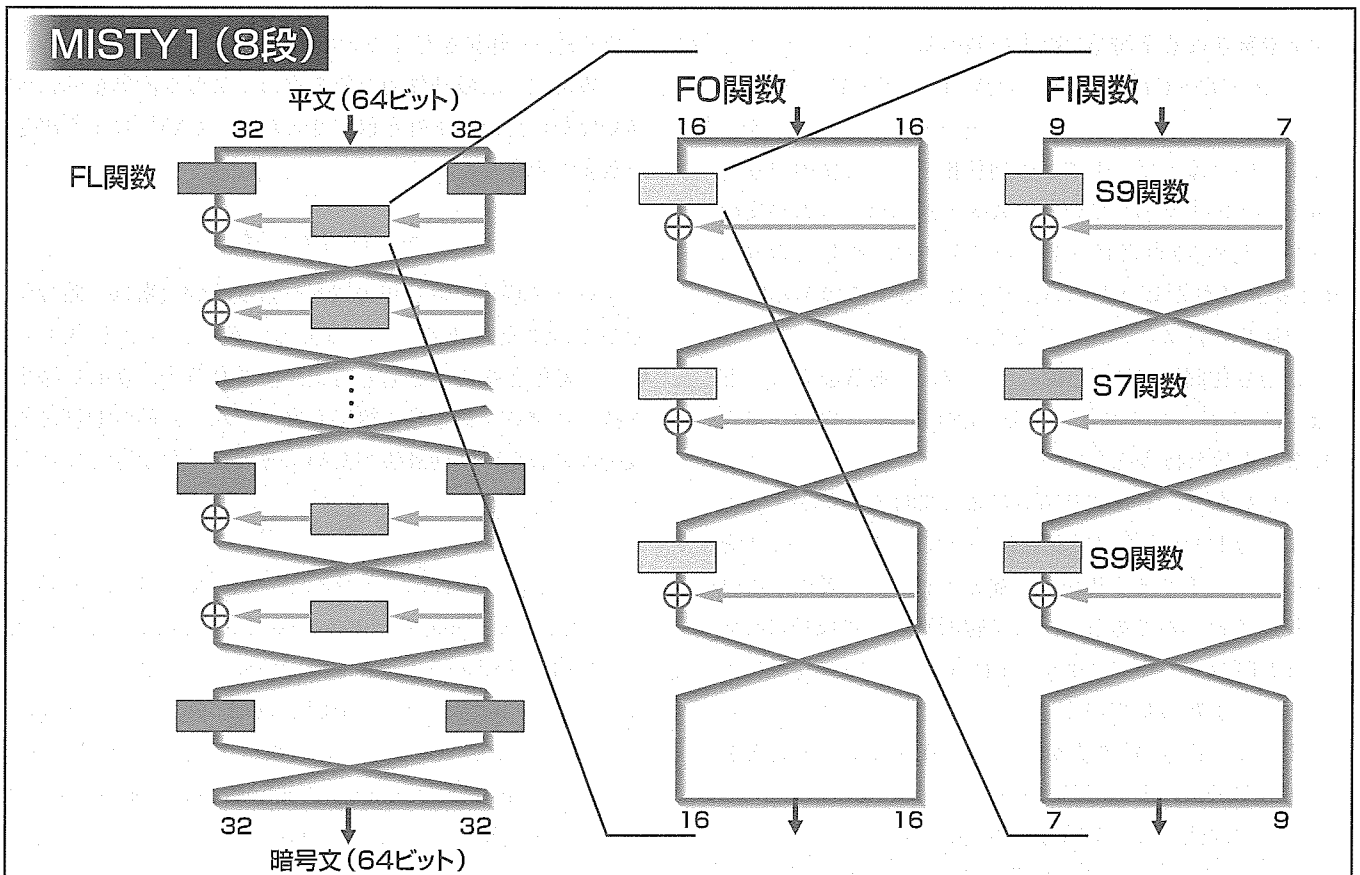 MISTY1(8段)
平文(64ビット)
32 32
FL関数
32 32
暗号文(64ビット)
FO関数
16 16
16 16
FI関数
9 7
S9関数
S7関数
S9関数
7 9